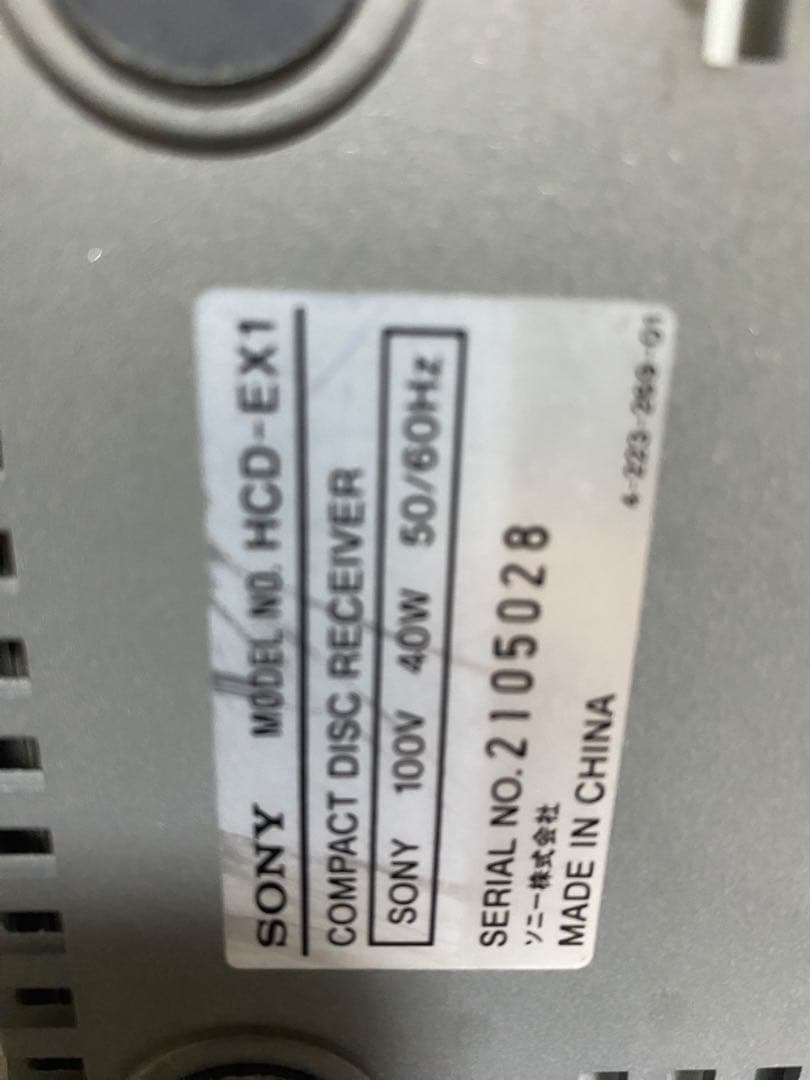 SONY MODEL NO. HCD-EX1
COMPACT DISC RECEIVER
SONY 100V 40W 50/60Hz
SERIAL NO. 2105028
ソニー株式会社
MADE IN CHINA
4-223-269-01